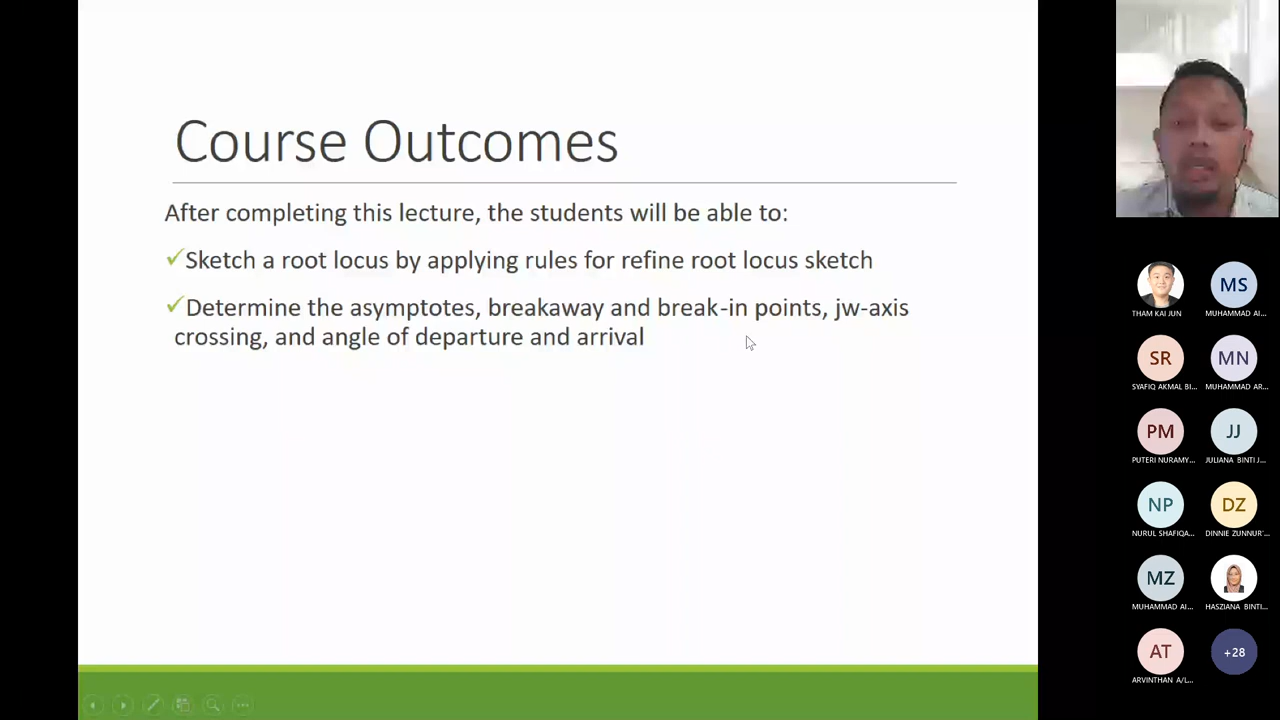 Course Outcomes
After completing this lecture, the students will be able to:
✓Sketch a root locus by applying rules for refine root locus sketch
✓Determine the asymptotes, breakaway and break-in points, jw-axis
crossing, and angle of departure and arrival
THAM KAI JUN
MS
MUHAMMAD AI...
SR
SYAFIQ AKMAL BI...
MN
MUHAMMAD AR...
PM
PUTERI NURAMY...
JJ
JULIANA BINTI J...
NP
NURUL SHAFIQA...
DZ
DINNIE ZUNNUR'...
MZ
MUHAMMAD AI...
HASZIANA BINTI...
AT
ARVINTHAN A/L...
+28